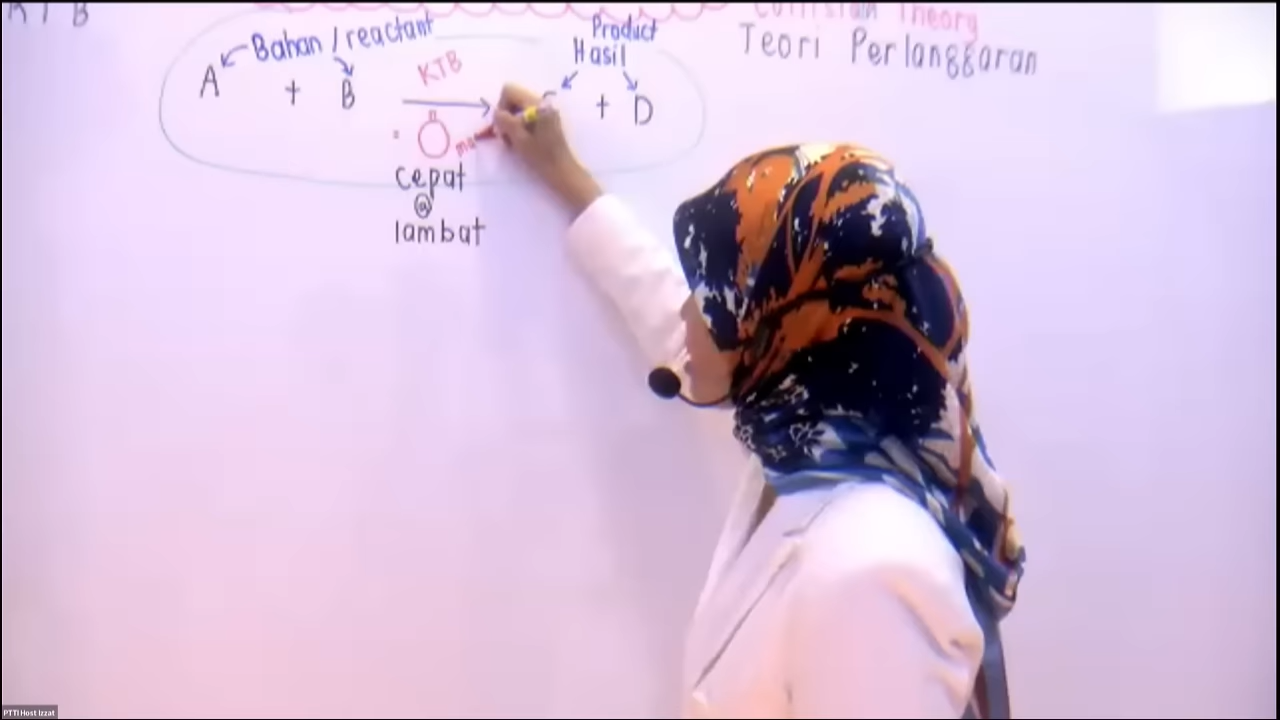 KTB
Collision Theory
Teori Perlanggaran
Bahan / reactant
Product
Hasil
A + B
KTB
+ D
cepat
@
lambat
PTTI Host Izzat